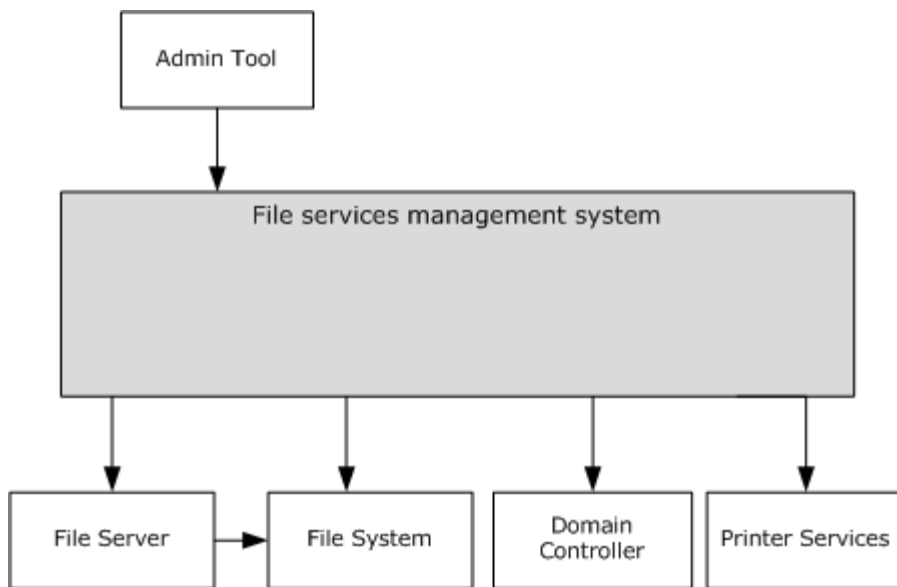 Admin Tool
File services management system
File Server
File System
Domain
Controller
Printer Services